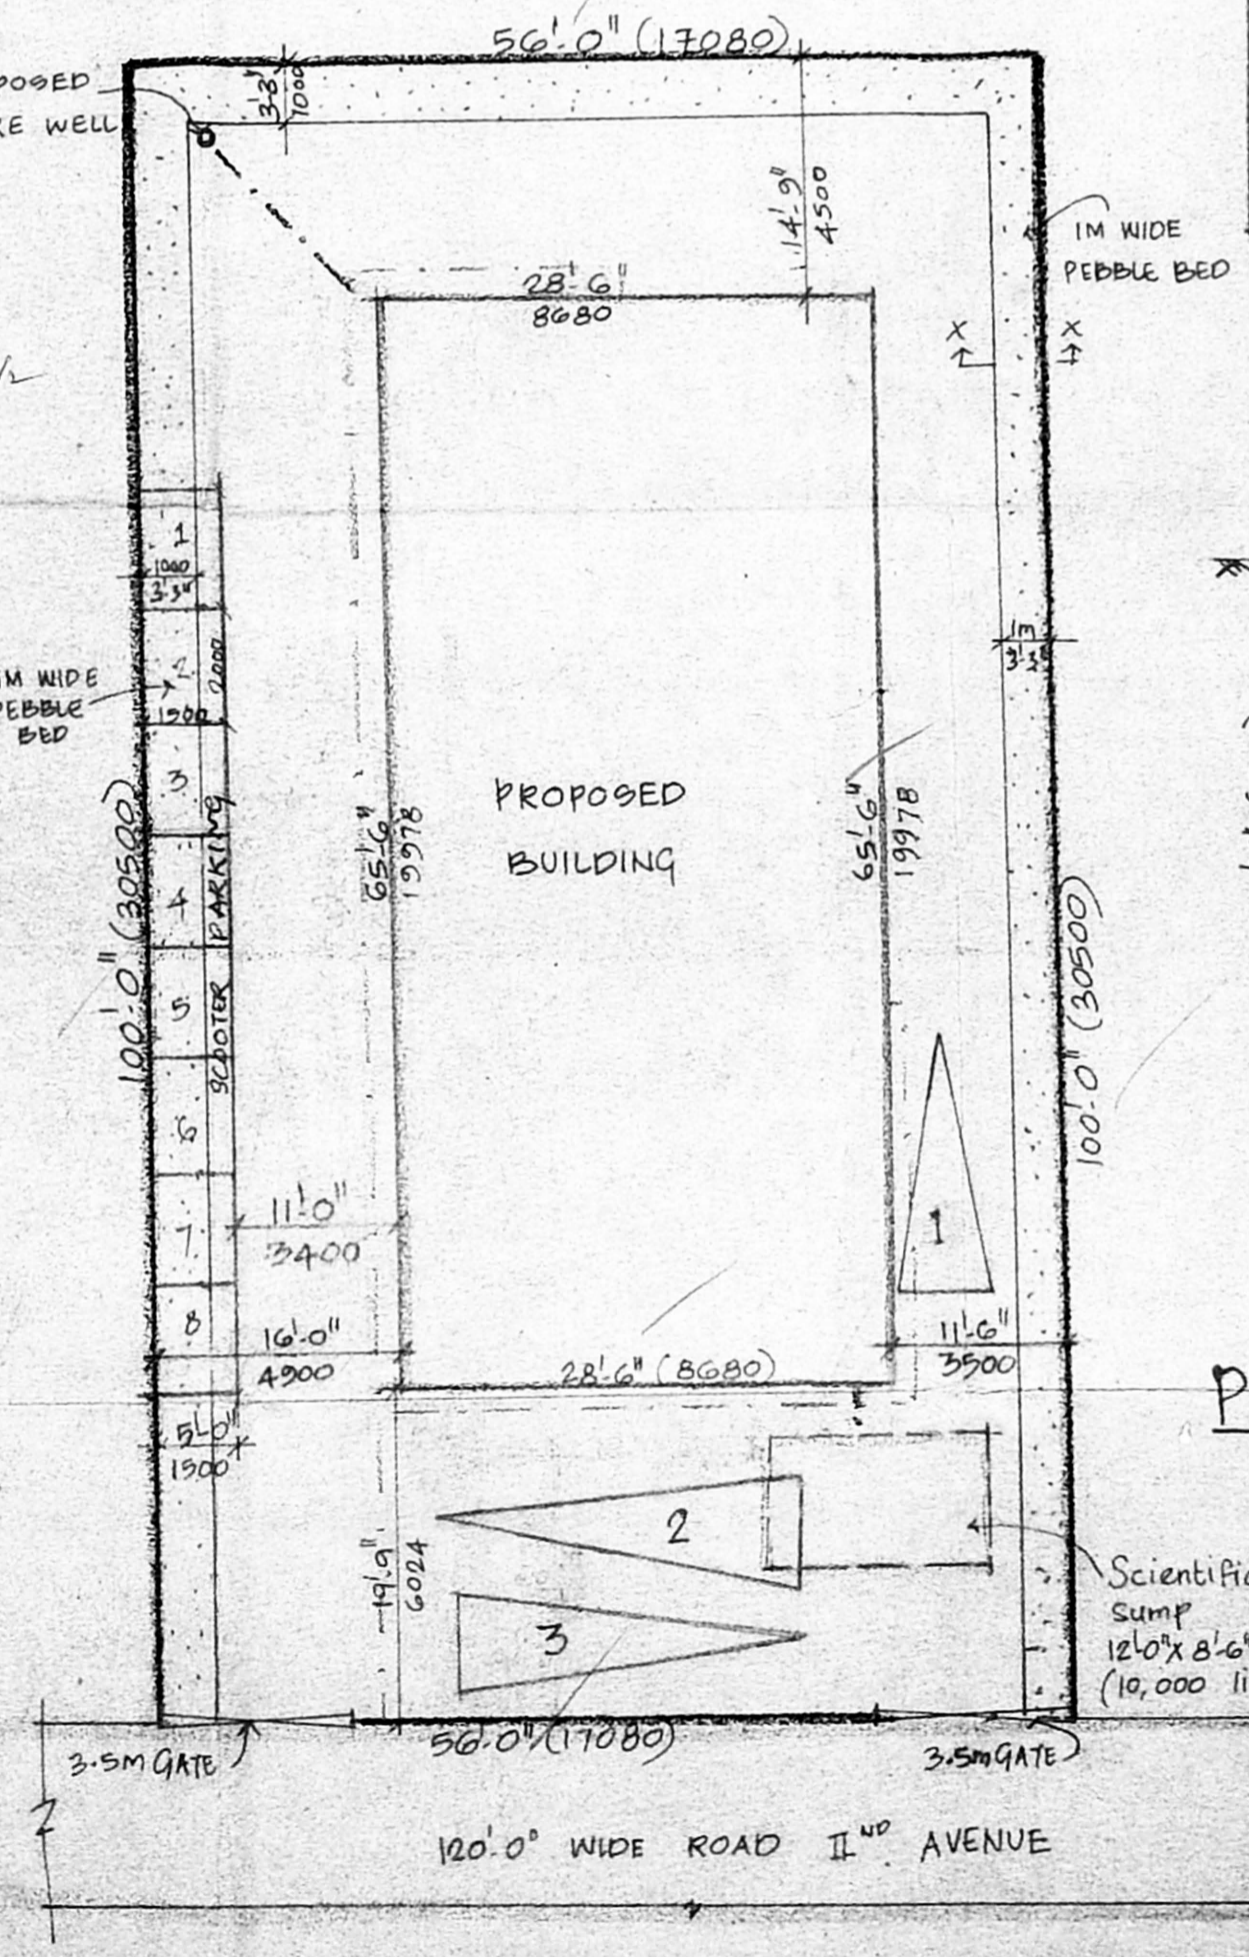 56'-0" (17080)
POSED
WELL
3'-3"
1000
14'-9"
4500
1M WIDE
PEBBLE BED
28'-6"
8680
X
X
1/2
1
1000
3'-3"
2
1500
2000
1M WIDE
PEBBLE
BED
3
4
5
6
7
8
SCOOTER PARKING
100'-0" (30500)
65'-6"
19978
PROPOSED
BUILDING
65'-6"
19978
1m
3'-3"
100'-0" (30500)
1
11'-0"
3400
16'-0"
4900
28'-6" (8680)
11'-6"
3500
5'-0"
1500
19'-9"
6024
2
3
P
Scientific
sump
12'-0" X 8'-6"
(10,000 li
56'-0" (17080)
3.5m GATE
3.5m GATE
120'-0" WIDE ROAD II ND AVENUE